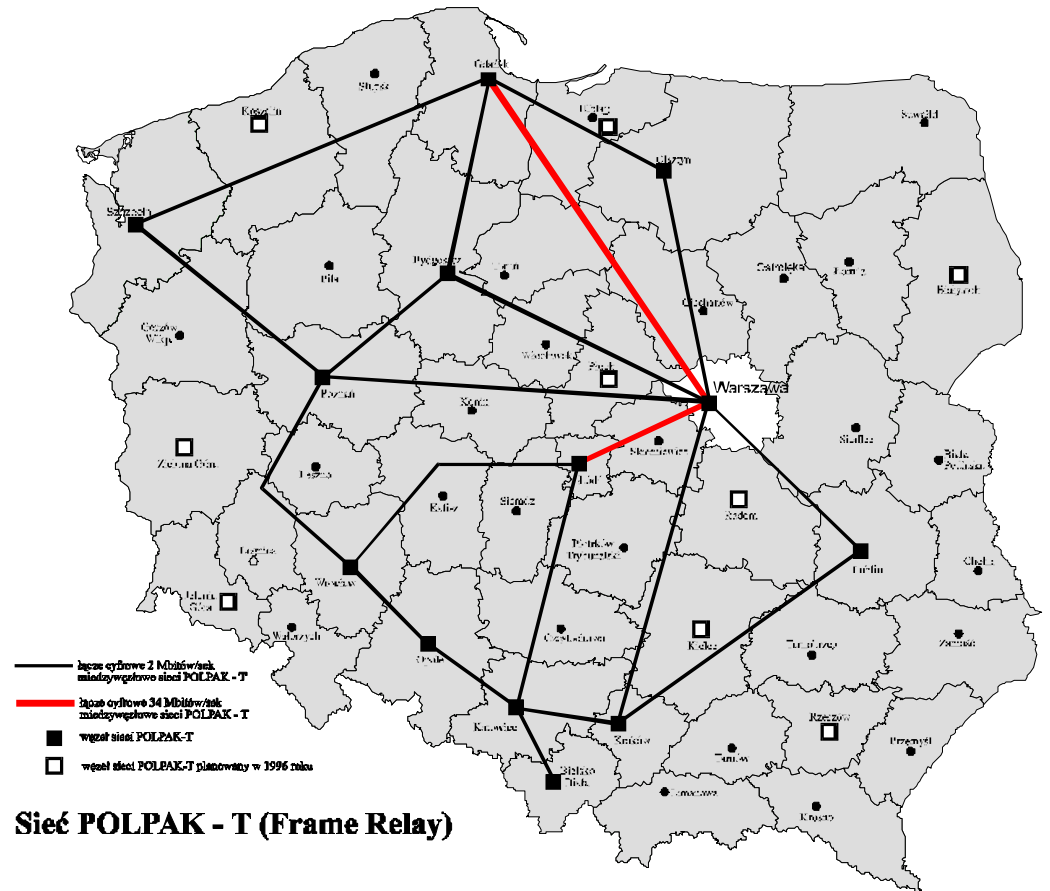 Gdańsk
Słupsk
Koszalin
Elbląg
Suwałki
Olsztyn
Szczecin
Bydgoszcz
Toruń
Piła
Ostrołęka
Łomża
Białystok
Ciechanów
Gorzów
Wlkp.
Włocławek
Płock
Warszawa
Poznań
Konin
Siedlce
Skierniewice
Biała
Podlaska
Zielona Góra
Leszno
Łódź
Kalisz
Sieradz
Radom
Piotrków
Trybunalski
Legnica
Lublin
Chełm
Wrocław
Jelenia
Góra
Wałbrzych
Częstochowa
Kielce
Zamość
Opole
Tarnobrzeg
łącze cyfrowe 2 Mbitów/sek
międzywęzłowe sieci POLPAK - T
łącze cyfrowe 34 Mbitów/sek
międzywęzłowe sieci POLPAK - T
Katowice
Kraków
Rzeszów
Przemyśl
węzeł sieci POLPAK-T
Tarnów
węzeł sieci POLPAK-T planowany w 1996 roku
Bielsko
Biała
Krosno
Sieć POLPAK - T (Frame Relay)